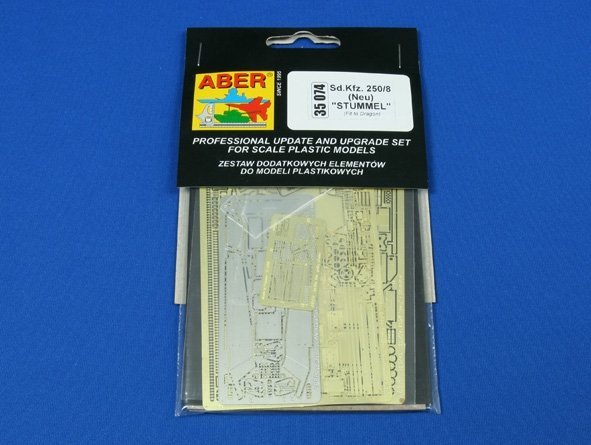 ABER®
SINCE 1995
35 074
Sd.Kfz. 250/8
(Neu)
"STUMMEL"
(Fit to Dragon)
PROFESSIONAL UPDATE AND UPGRADE SET
FOR SCALE PLASTIC MODELS
ZESTAW DODATKOWYCH ELEMENTÓW
DO MODELI PLASTIKOWYCH